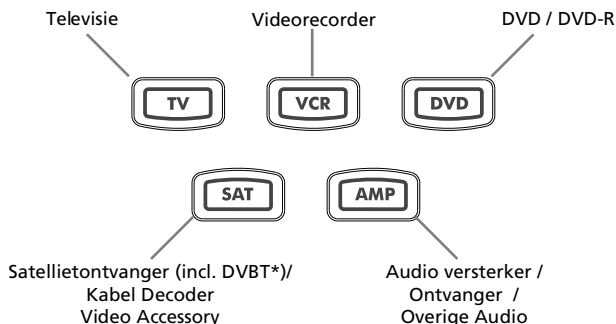 Televisie
Videorecorder
DVD / DVD-R
TV
VCR
DVD
SAT
AMP
Satellietontvanger (incl. DVBT*)/
Kabel Decoder
Video Accessory
Audio versterker /
Ontvanger /
Overige Audio